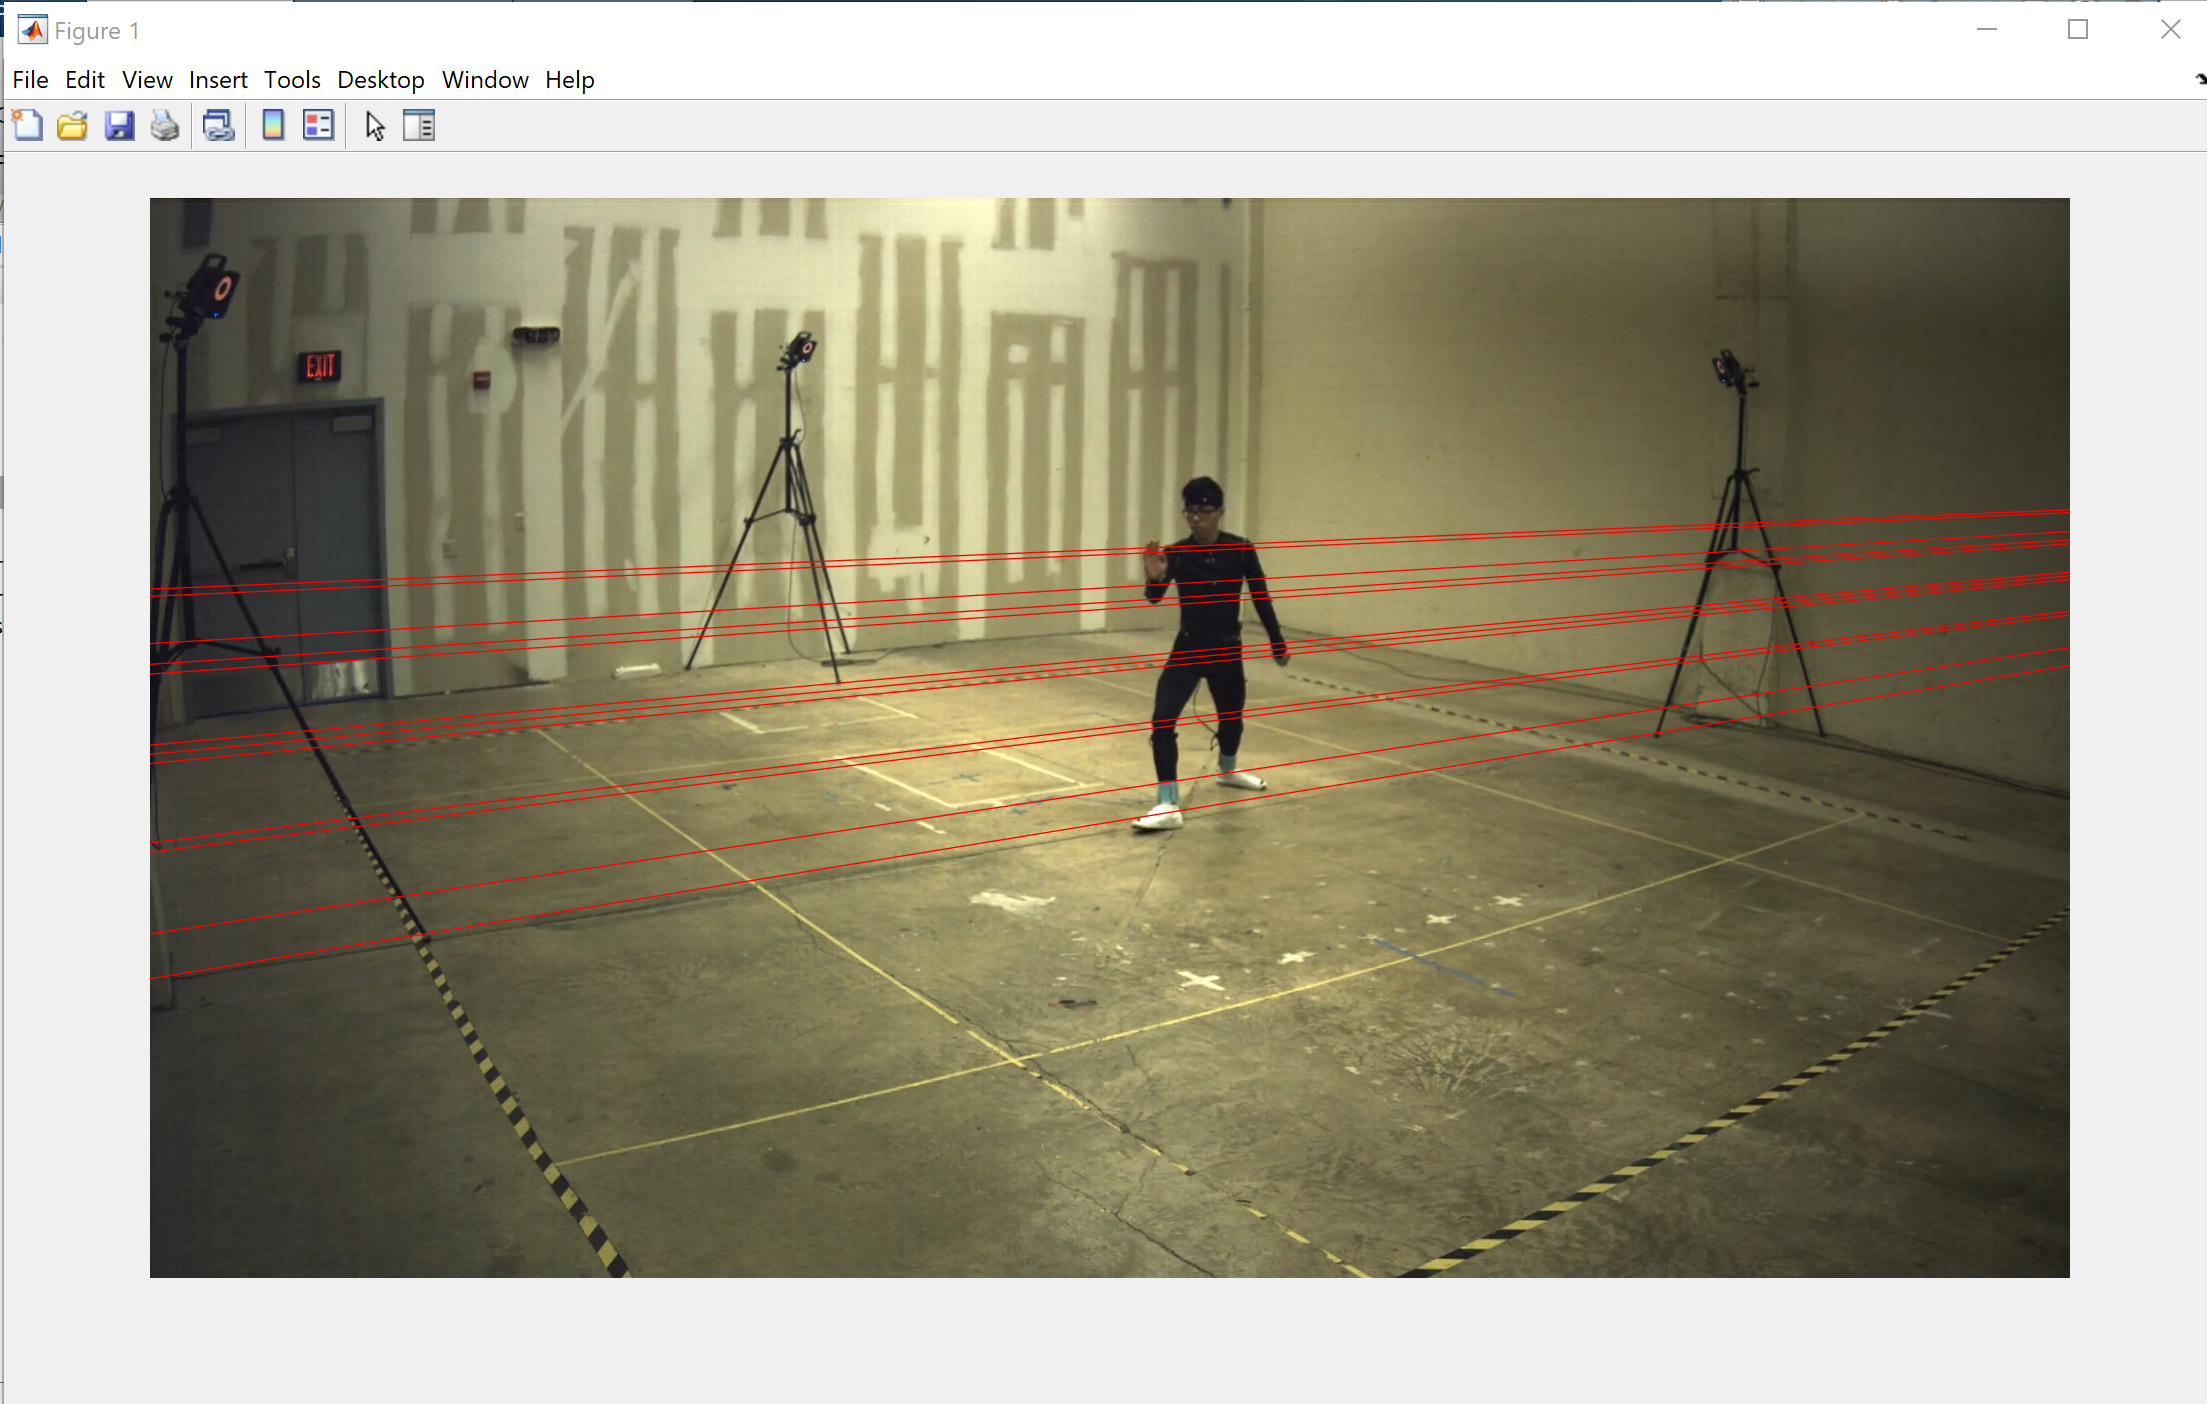 Figure 1
File Edit View Insert Tools Desktop Window Help
EXIT